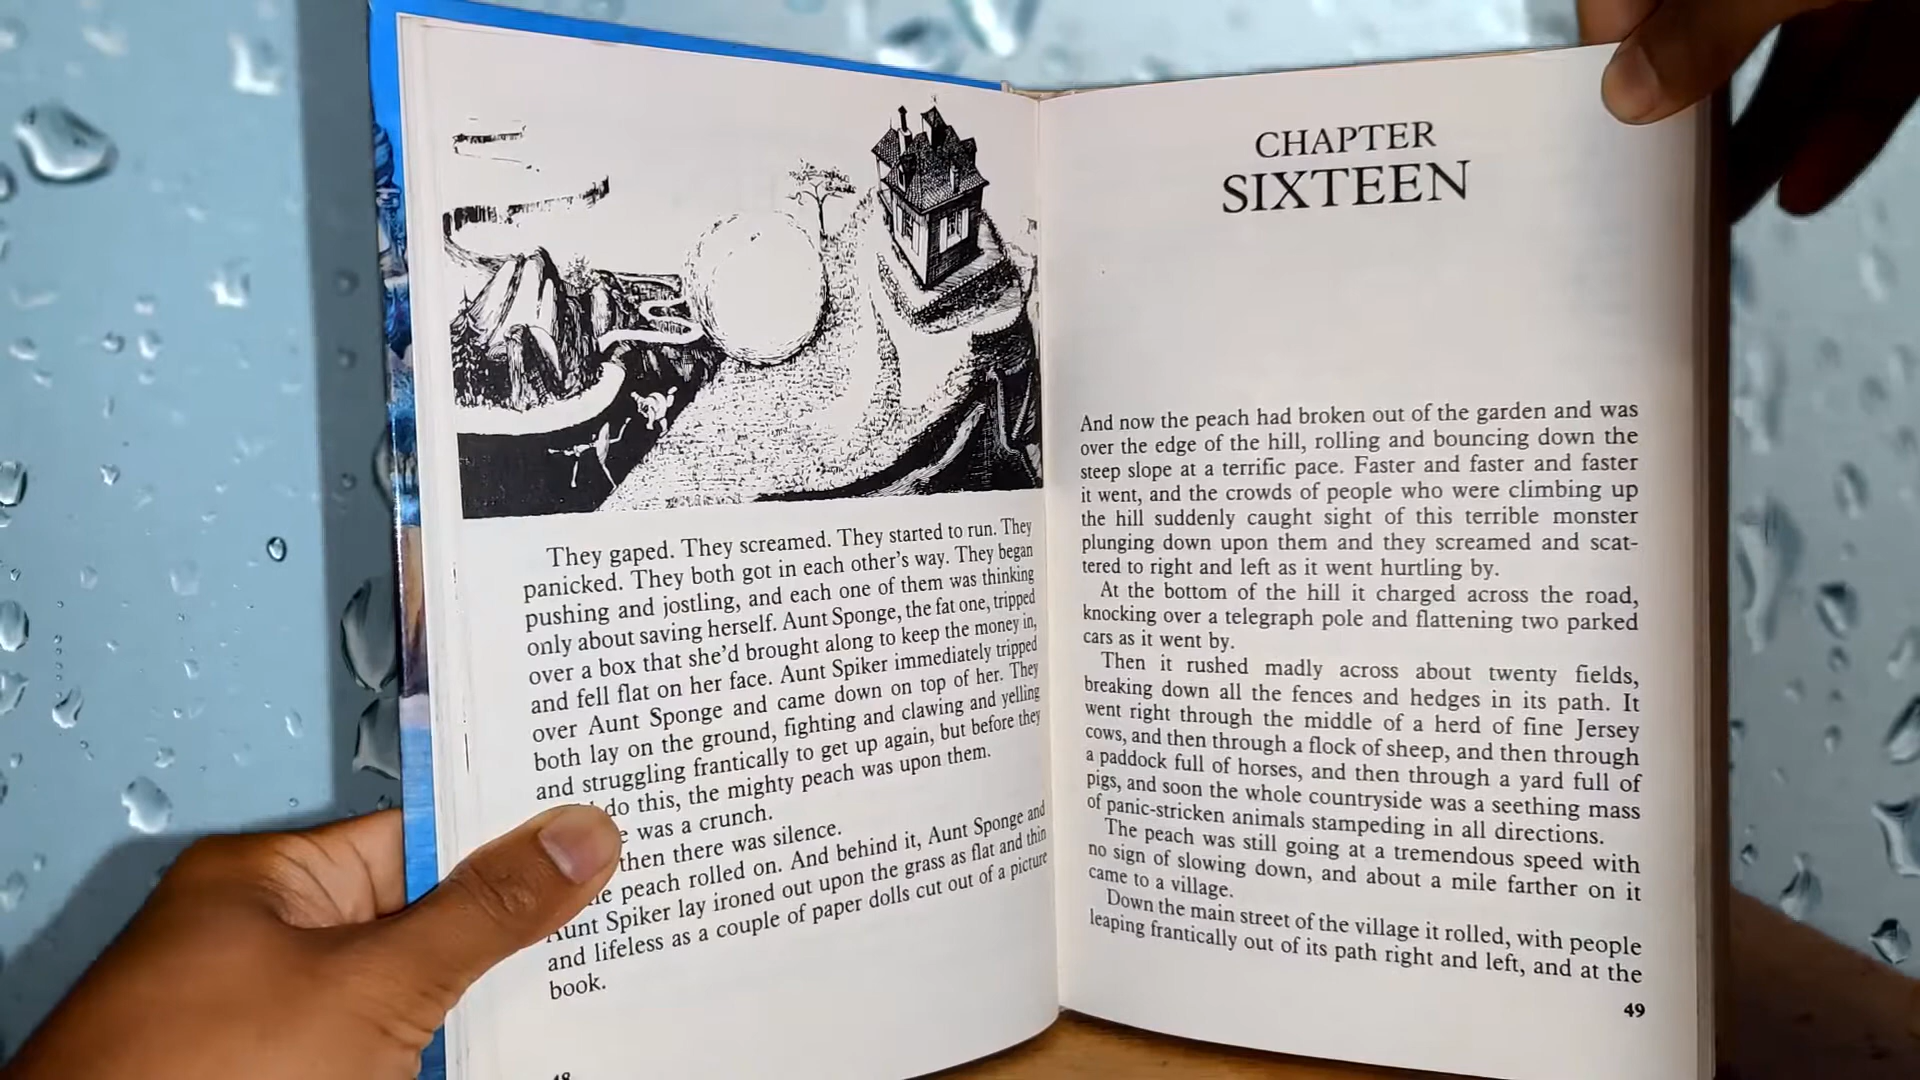 They gaped. They screamed. They started to run. They
panicked. They both got in each other's way. They began
pushing and jostling, and each one of them was thinking
only about saving herself. Aunt Sponge, the fat one, tripped
over a box that she'd brought along to keep the money in,
and fell flat on her face. Aunt Spiker immediately tripped
over Aunt Sponge and came down on top of her. They
both lay on the ground, fighting and clawing and yelling
and struggling frantically to get up again, but before they
do this, the mighty peach was upon them.
was a crunch.
then there was silence.
peach rolled on. And behind it, Aunt Sponge and
Aunt Spiker lay ironed out upon the grass as flat and thin
and lifeless as a couple of paper dolls cut out of a picture
book.
CHAPTER
SIXTEEN
And now the peach had broken out of the garden and was
over the edge of the hill, rolling and bouncing down the
steep slope at a terrific pace. Faster and faster and faster
it went, and the crowds of people who were climbing up
the hill suddenly caught sight of this terrible monster
plunging down upon them and they screamed and scat-
tered to right and left as it went hurtling by.
At the bottom of the hill it charged across the road,
knocking over a telegraph pole and flattening two parked
cars as it went by.
Then it rushed madly across about twenty fields,
breaking down all the fences and hedges in its path. It
went right through the middle of a herd of fine Jersey
cows, and then through a flock of sheep, and then through
a paddock full of horses, and then through a yard full of
pigs, and soon the whole countryside was a seething mass
of panic-stricken animals stampeding in all directions.
The peach was still going at a tremendous speed with
no sign of slowing down, and about a mile farther on it
came to a village.
Down the main street of the village it rolled, with people
leaping frantically out of its path right and left, and at the
49